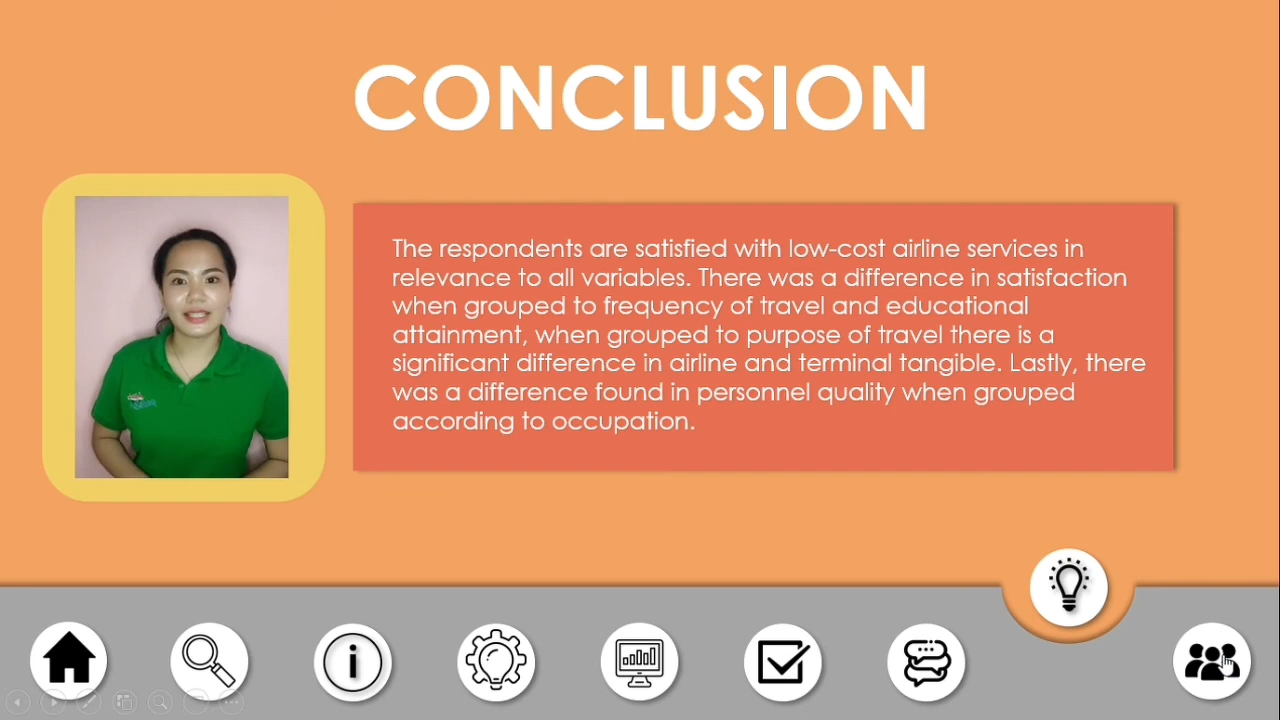 CONCLUSION
The respondents are satisfied with low-cost airline services in
relevance to all variables. There was a difference in satisfaction
when grouped to frequency of travel and educational
attainment, when grouped to purpose of travel there is a
significant difference in airline and terminal tangible. Lastly, there
was a difference found in personnel quality when grouped
according to occupation.